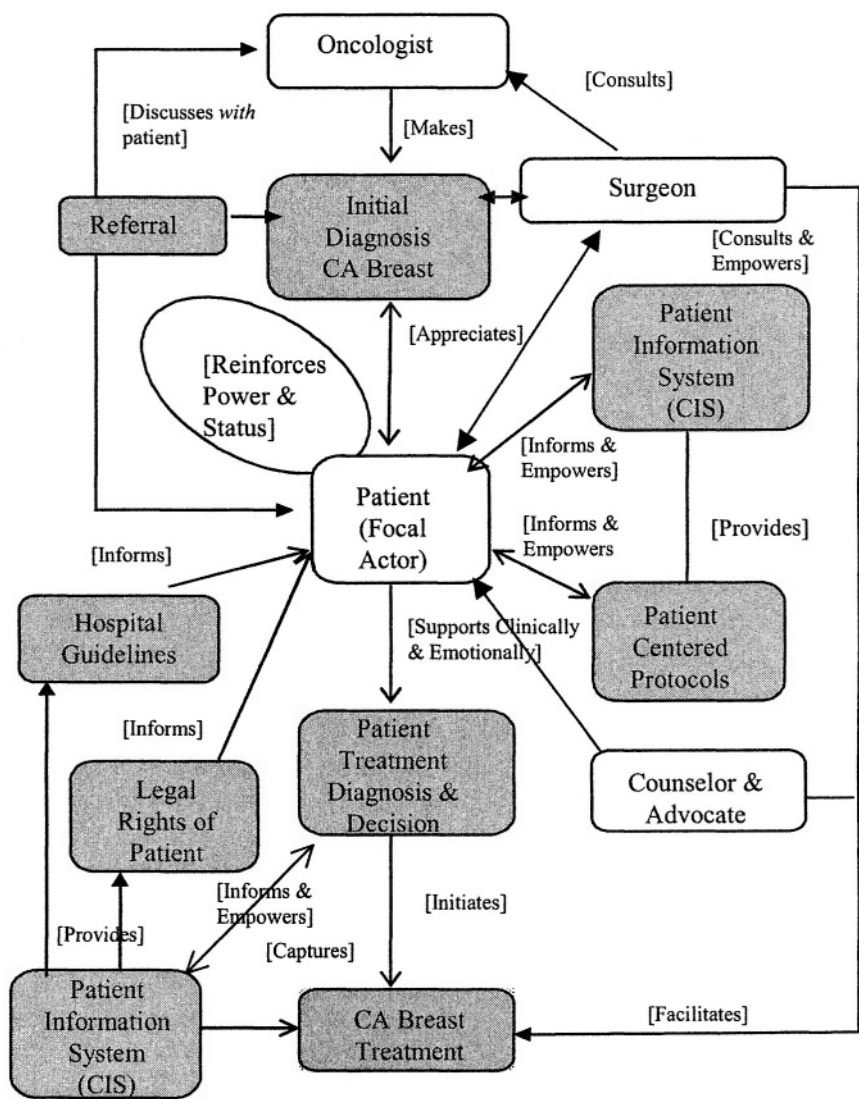 Oncologist
[Consults]
[Discusses with
patient]
[Makes]
Referral
Initial
Diagnosis
CA Breast
Surgeon
[Consults &
Empowers]
[Appreciates]
Patient
Information
System
(CIS)
[Reinforces
Power &
Status]
[Informs &
Empowers]
Patient
(Focal
Actor)
[Informs &
Empowers
[Provides]
[Informs]
Hospital
Guidelines
[Supports Clinically
& Emotionally]
Patient
Centered
Protocols
[Informs]
Legal
Rights of
Patient
Patient
Treatment
Diagnosis &
Decision
Counselor &
Advocate
[Informs &
Empowers]
[Initiates]
[Provides]
[Captures]
Patient
Information
System
(CIS)
CA Breast
Treatment
[Facilitates]